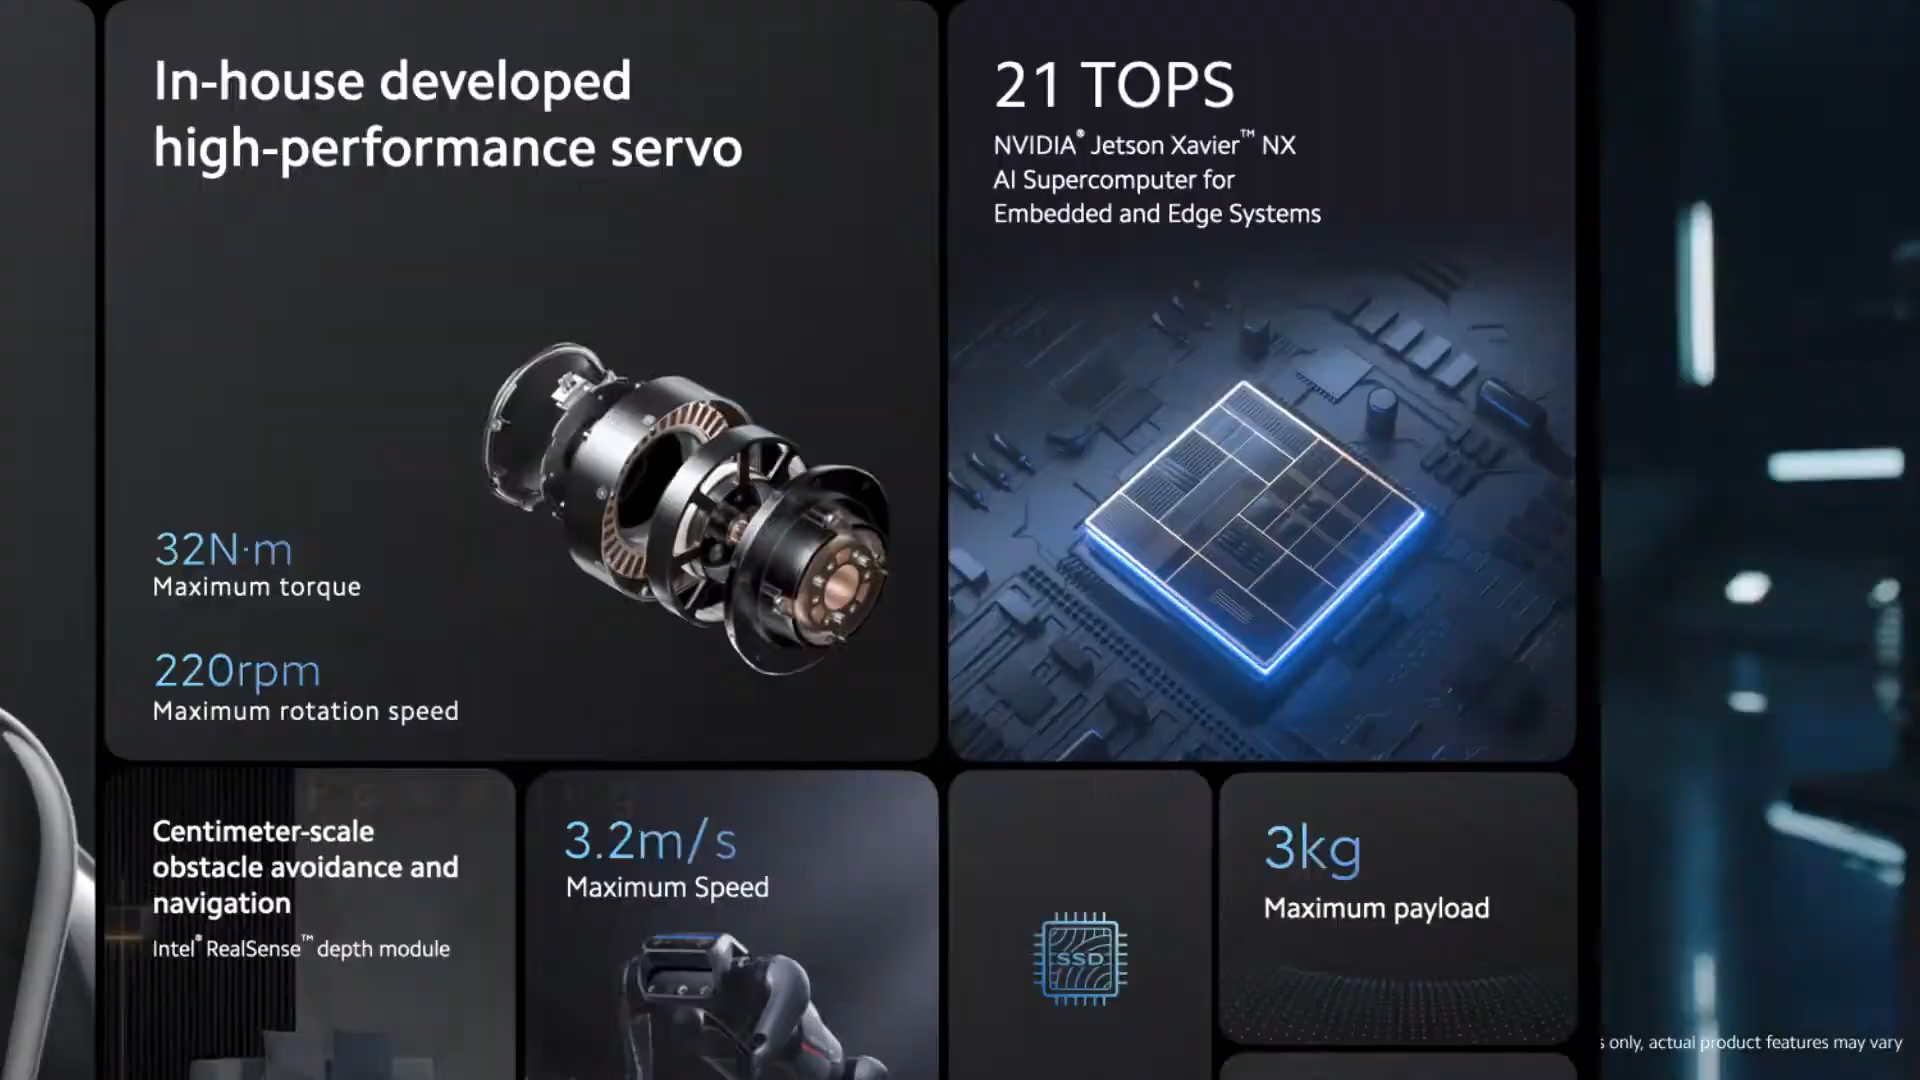 In-house developed
high-performance servo
32N·m
Maximum torque
220rpm
Maximum rotation speed
21 TOPS
NVIDIA® Jetson Xavier™ NX
AI Supercomputer for
Embedded and Edge Systems
Centimeter-scale
obstacle avoidance and
navigation
Intel® RealSense™ depth module
3.2m/s
Maximum Speed
SSD
3kg
Maximum payload
only, actual product features may vary